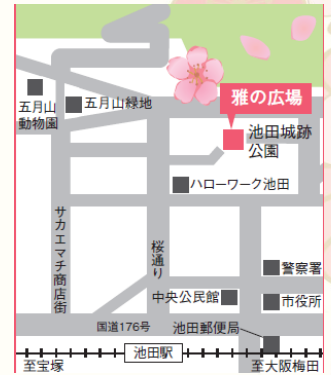 雅の広場
五月山
動物園
五月山緑地
池田城跡
公園
ハローワーク池田
サカエマチ商店街
桜通り
警察署
中央公民館
市役所
国道176号
池田郵便局
池田駅
至宝塚
至大阪梅田